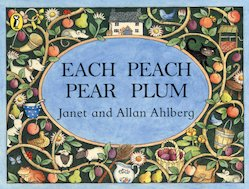 EACH PEACH
PEAR PLUM
Janet and Allan Ahlberg